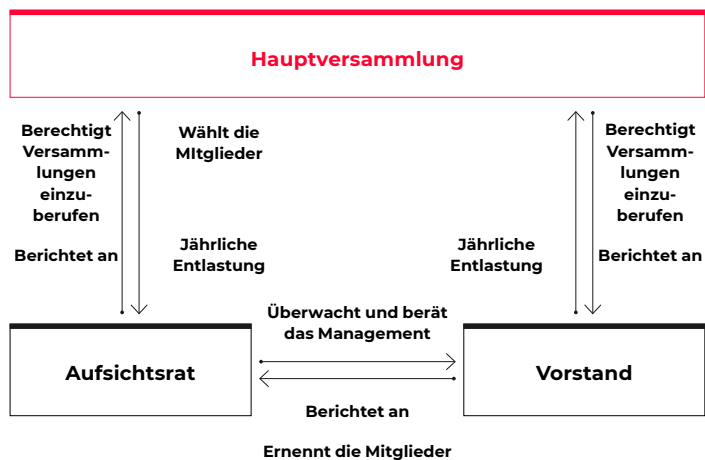 Hauptversammlung
Berechtigt
Versamm-
lungen
einzu-
berufen
Berichtet an
Wählt die
MItglieder
Jährliche
Entlastung
Jährliche
Entlastung
Berechtigt
Versamm-
lungen
einzu-
berufen
Berichtet an
Überwacht und berät
das Management
Aufsichtsrat
Vorstand
Berichtet an
Ernennt die Mitglieder